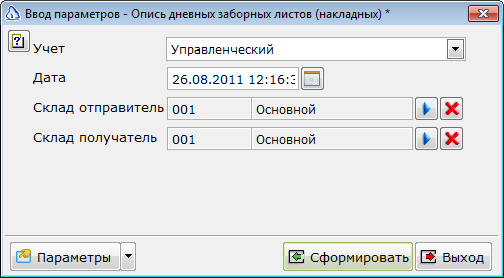 Ввод параметров - Опись дневных заборных листов (накладных) *
Учет Управленческий
Дата 26.08.2011 12:16:3
Склад отправитель 001 Основной
Склад получатель 001 Основной
Параметры Сформировать Выход